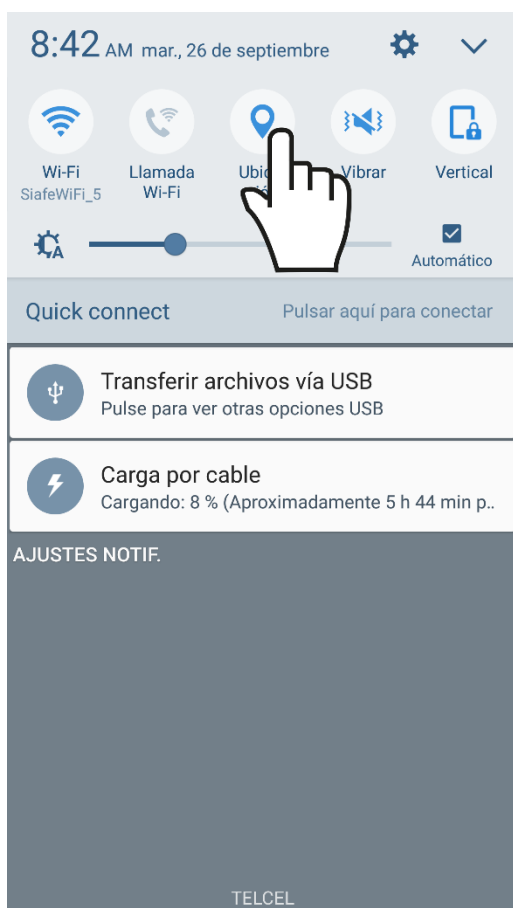 8:42 AM mar., 26 de septiembre
Wi-Fi
SiafeWiFi_5
Llamada
Wi-Fi
Vibrar
Vertical
A
Automático
Quick connect
Pulsar aquí para conectar
Transferir archivos vía USB
Pulse para ver otras opciones USB
Carga por cable
Cargando: 8 % (Aproximadamente 5 h 44 min p..
AJUSTES NOTIF.
TELCEL